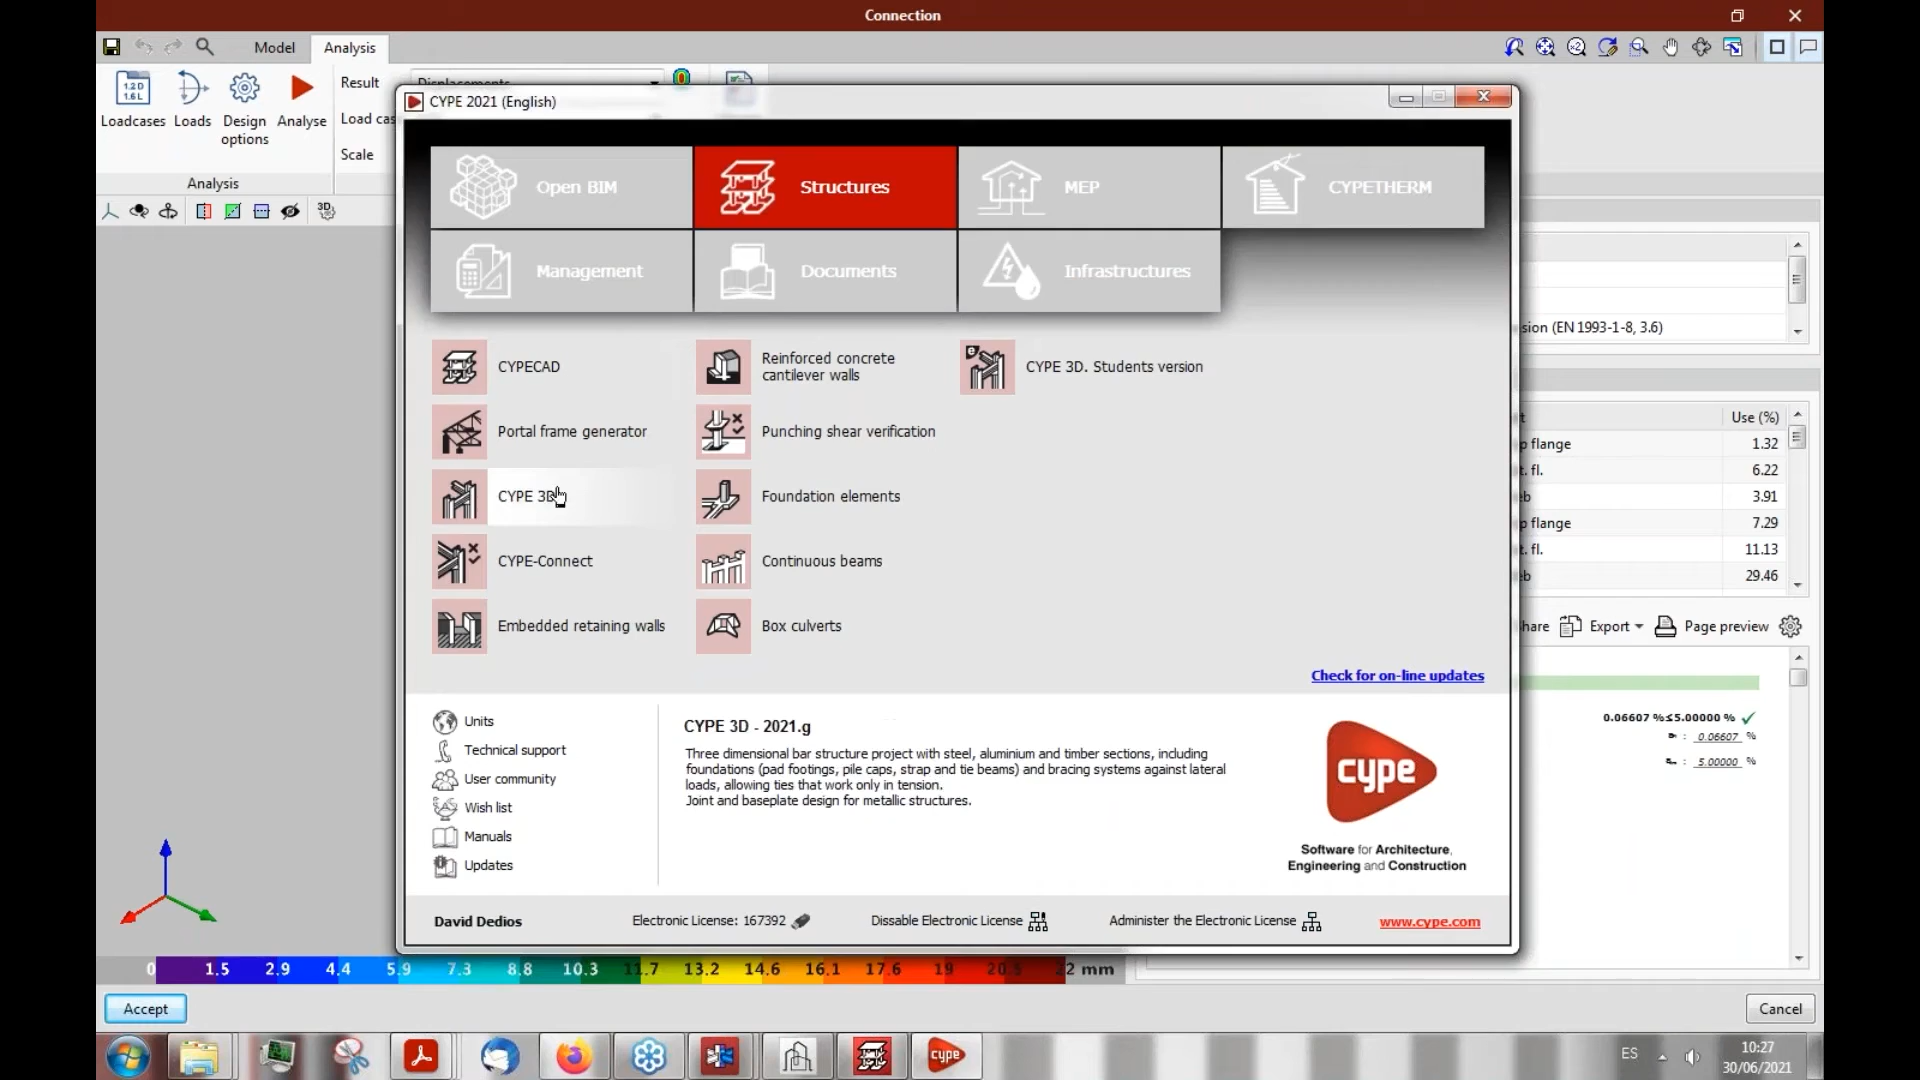 Connection
Model
Analysis
Loadcases
Loads
Design
options
Analyse
Analysis
Result
Displacements
Load cas
Scale
CYPE 2021 (English)
Open BIM
Structures
MEP
CYPETHERM
Management
Documents
Infrastructures
CYPECAD
Reinforced concrete
cantilever walls
CYPE 3D. Students version
Portal frame generator
Punching shear verification
CYPE 3D
Foundation elements
CYPE-Connect
Continuous beams
Embedded retaining walls
Box culverts
Check for on-line updates
Units
Technical support
User community
Wish list
Manuals
Updates
CYPE 3D - 2021.g
Three dimensional bar structure project with steel, aluminium and timber sections, including
foundations (pad footings, pile caps, strap and tie beams) and bracing systems against lateral
loads, allowing ties that work only in tension.
Joint and baseplate design for metallic structures.
cype
Software for Architecture,
Engineering and Construction
David Dedios
Electronic License: 167392
Dissable Electronic License
Administer the Electronic License
www.cype.com
sion (EN 1993-1-8, 3.6)
t Use (%)
p flange 1.32
t. fl. 6.22
eb 3.91
p flange 7.29
t. fl. 11.13
eb 29.46
hare
Export
Page preview
0.06607 %≤5.00000 %
: 0.06607 %
: 5.00000 %
0 1.5 2.9 4.4 5.9 7.3 8.8 10.3 11.7 13.2 14.6 16.1 17.6 19 20.5 22 mm
Accept
Cancel
cype
ES
10:27
30/06/2021